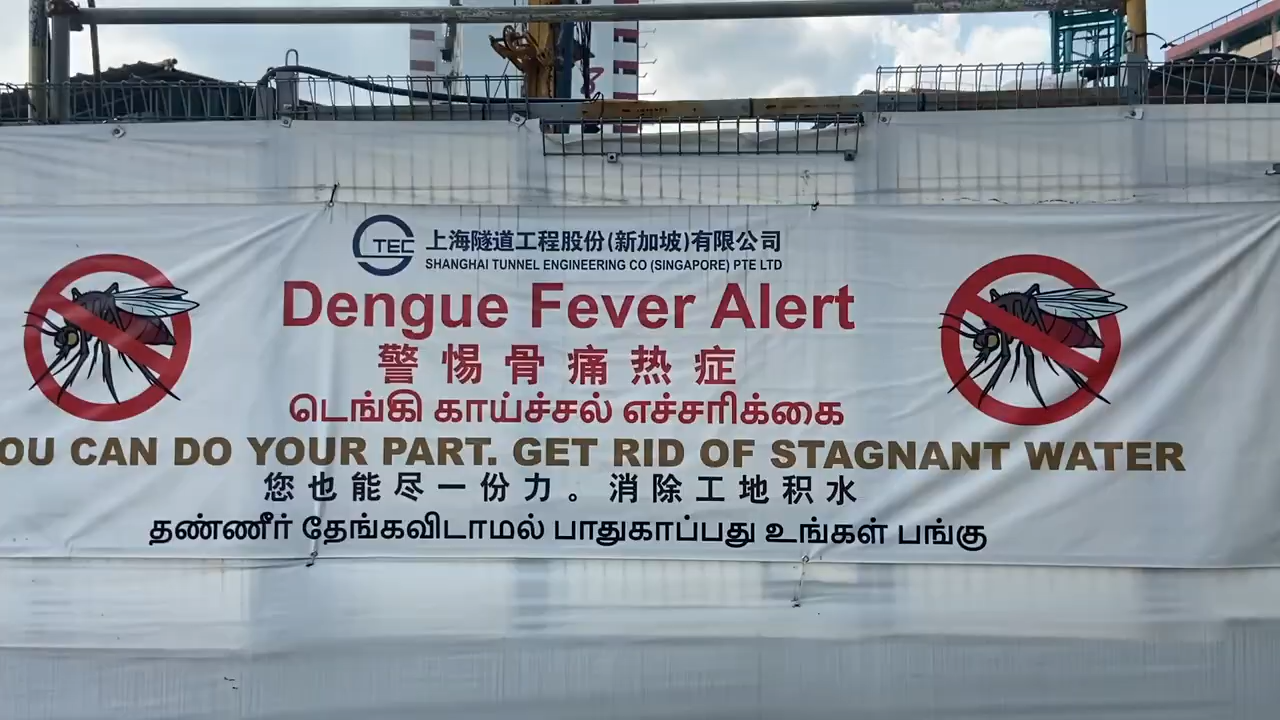 STEC 上海隧道工程股份(新加坡)有限公司
SHANGHAI TUNNEL ENGINEERING CO (SINGAPORE) PTE LTD
Dengue Fever Alert
警惕骨痛热症
டெங்கி காய்ச்சல் எச்சரிக்கை
OU CAN DO YOUR PART. GET RID OF STAGNANT WATER
您也能尽一份力。消除工地积水
தண்ணீர் தேங்கவிடாமல் பாதுகாப்பது உங்கள் பங்கு